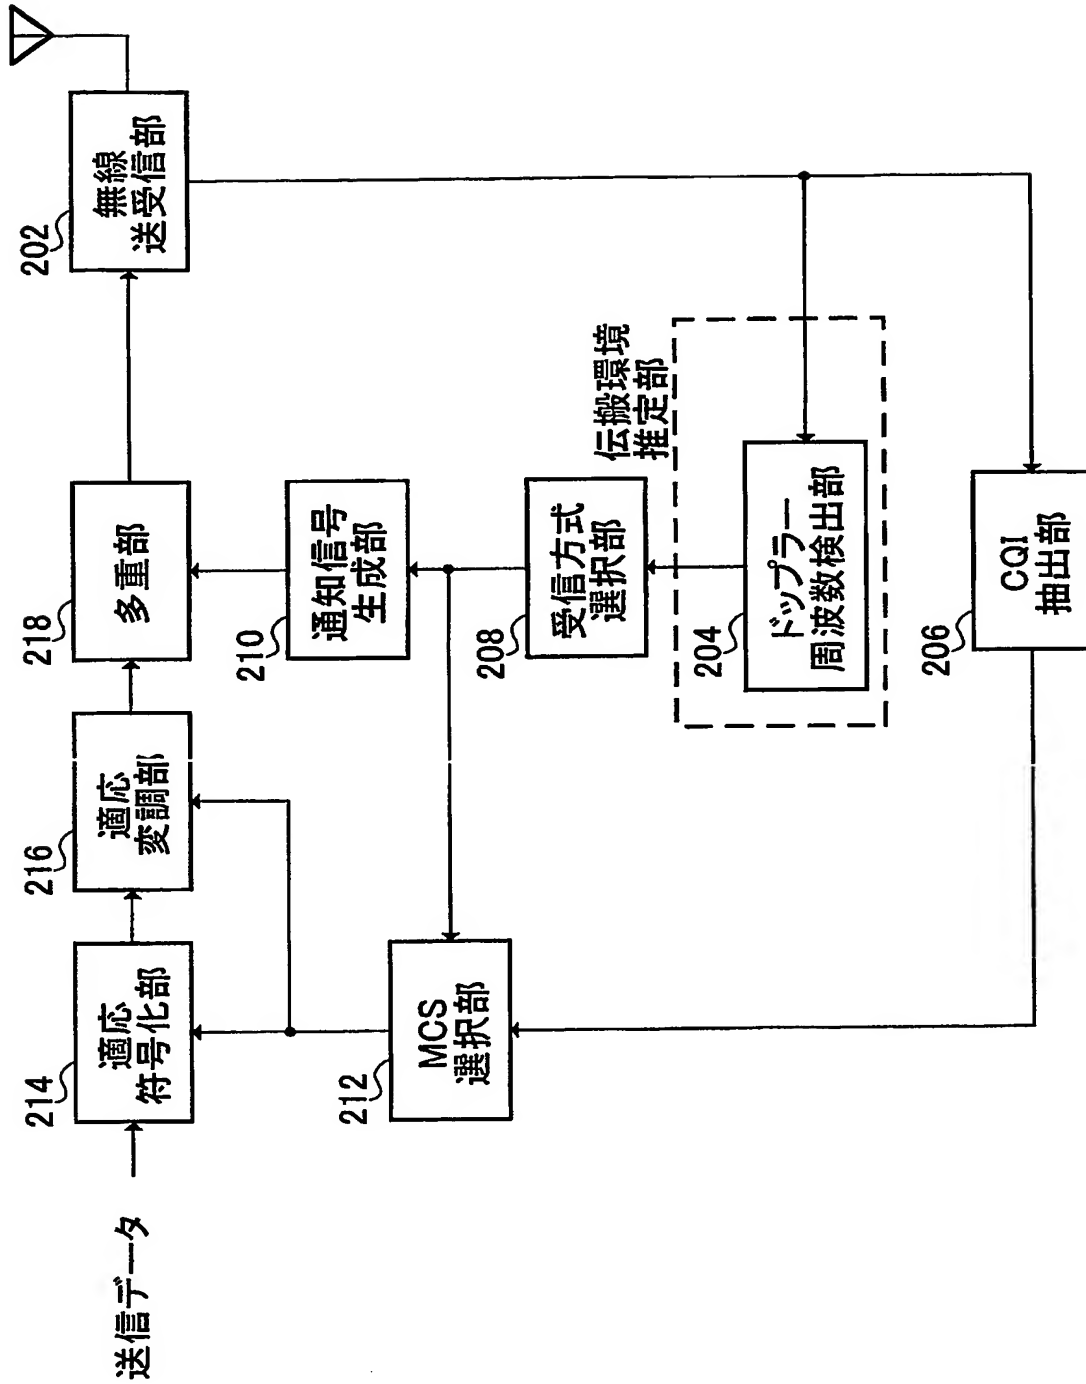 送信データ
214
適応
符号化部
216
適応
変調部
218
多重部
202
無線
送受信部
210
通知信号
生成部
212
MCS
選択部
208
受信方式
選択部
伝搬環境
推定部
204
ドップラー
周波数検出部
206
CQI
抽出部